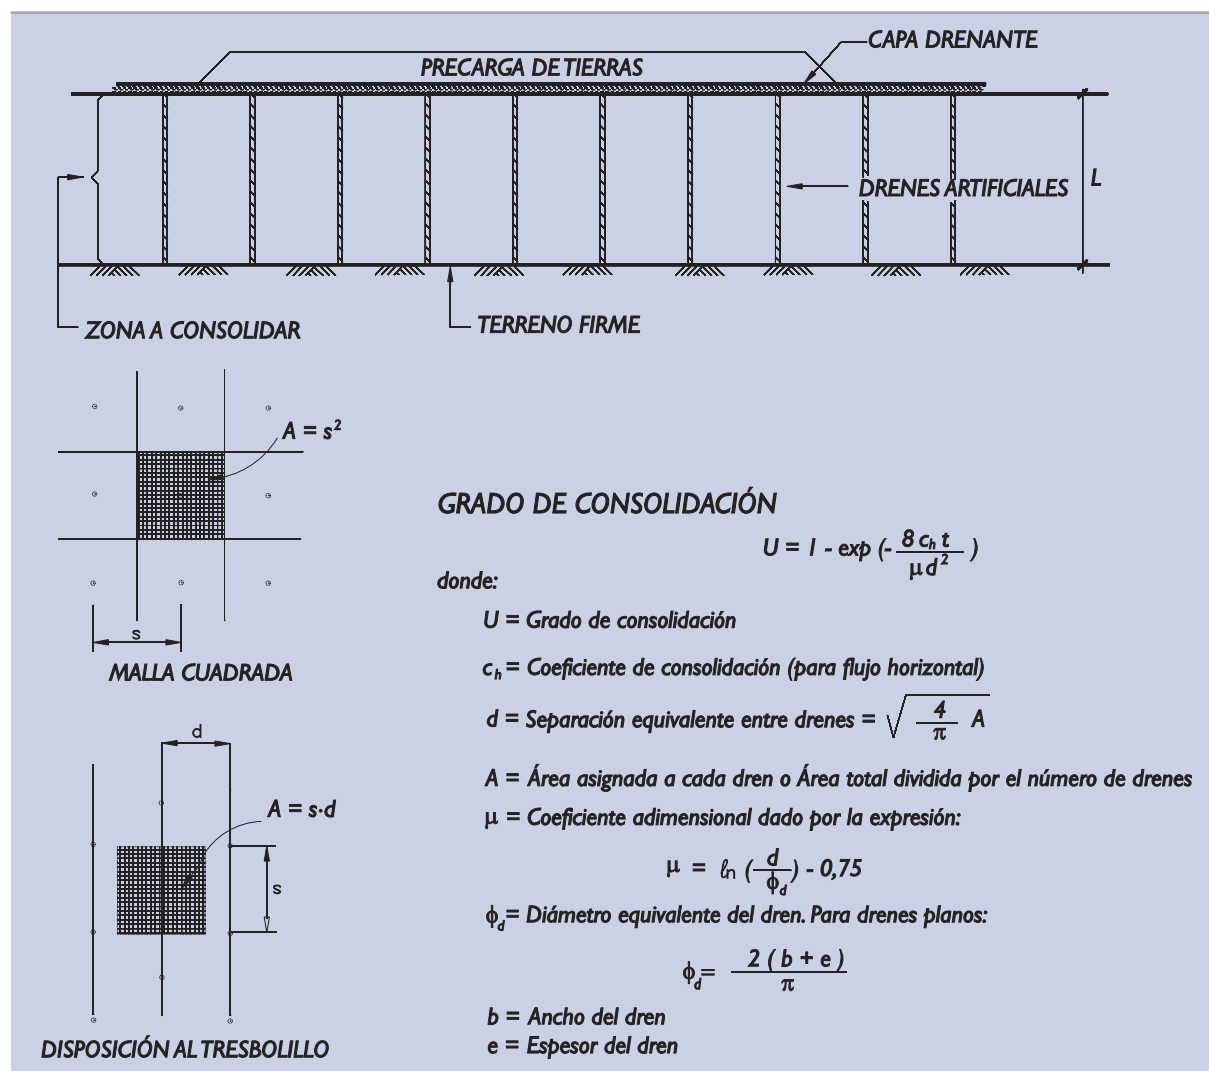 CAPA DRENANTE
PRECARGA DE TIERRAS
DRENES ARTIFICIALES
L
ZONA A CONSOLIDAR
TERRENO FIRME
A = s²
s
MALLA CUADRADA
d
A = s·d
s
DISPOSICIÓN AL TRESBOLILLO
GRADO DE CONSOLIDACIÓN
U = 1 - exp (- 8 cₕ t / μ d² )
donde:
U = Grado de consolidación
cₕ = Coeficiente de consolidación (para flujo horizontal)
d = Separación equivalente entre drenes = √ 4 / π A
A = Área asignada a cada dren o Área total dividida por el número de drenes
μ = Coeficiente adimensional dado por la expresión:
μ = ln ( d / ϕd ) - 0,75
ϕd = Diámetro equivalente del dren. Para drenes planos:
ϕd = 2 ( b + e ) / π
b = Ancho del dren
e = Espesor del dren